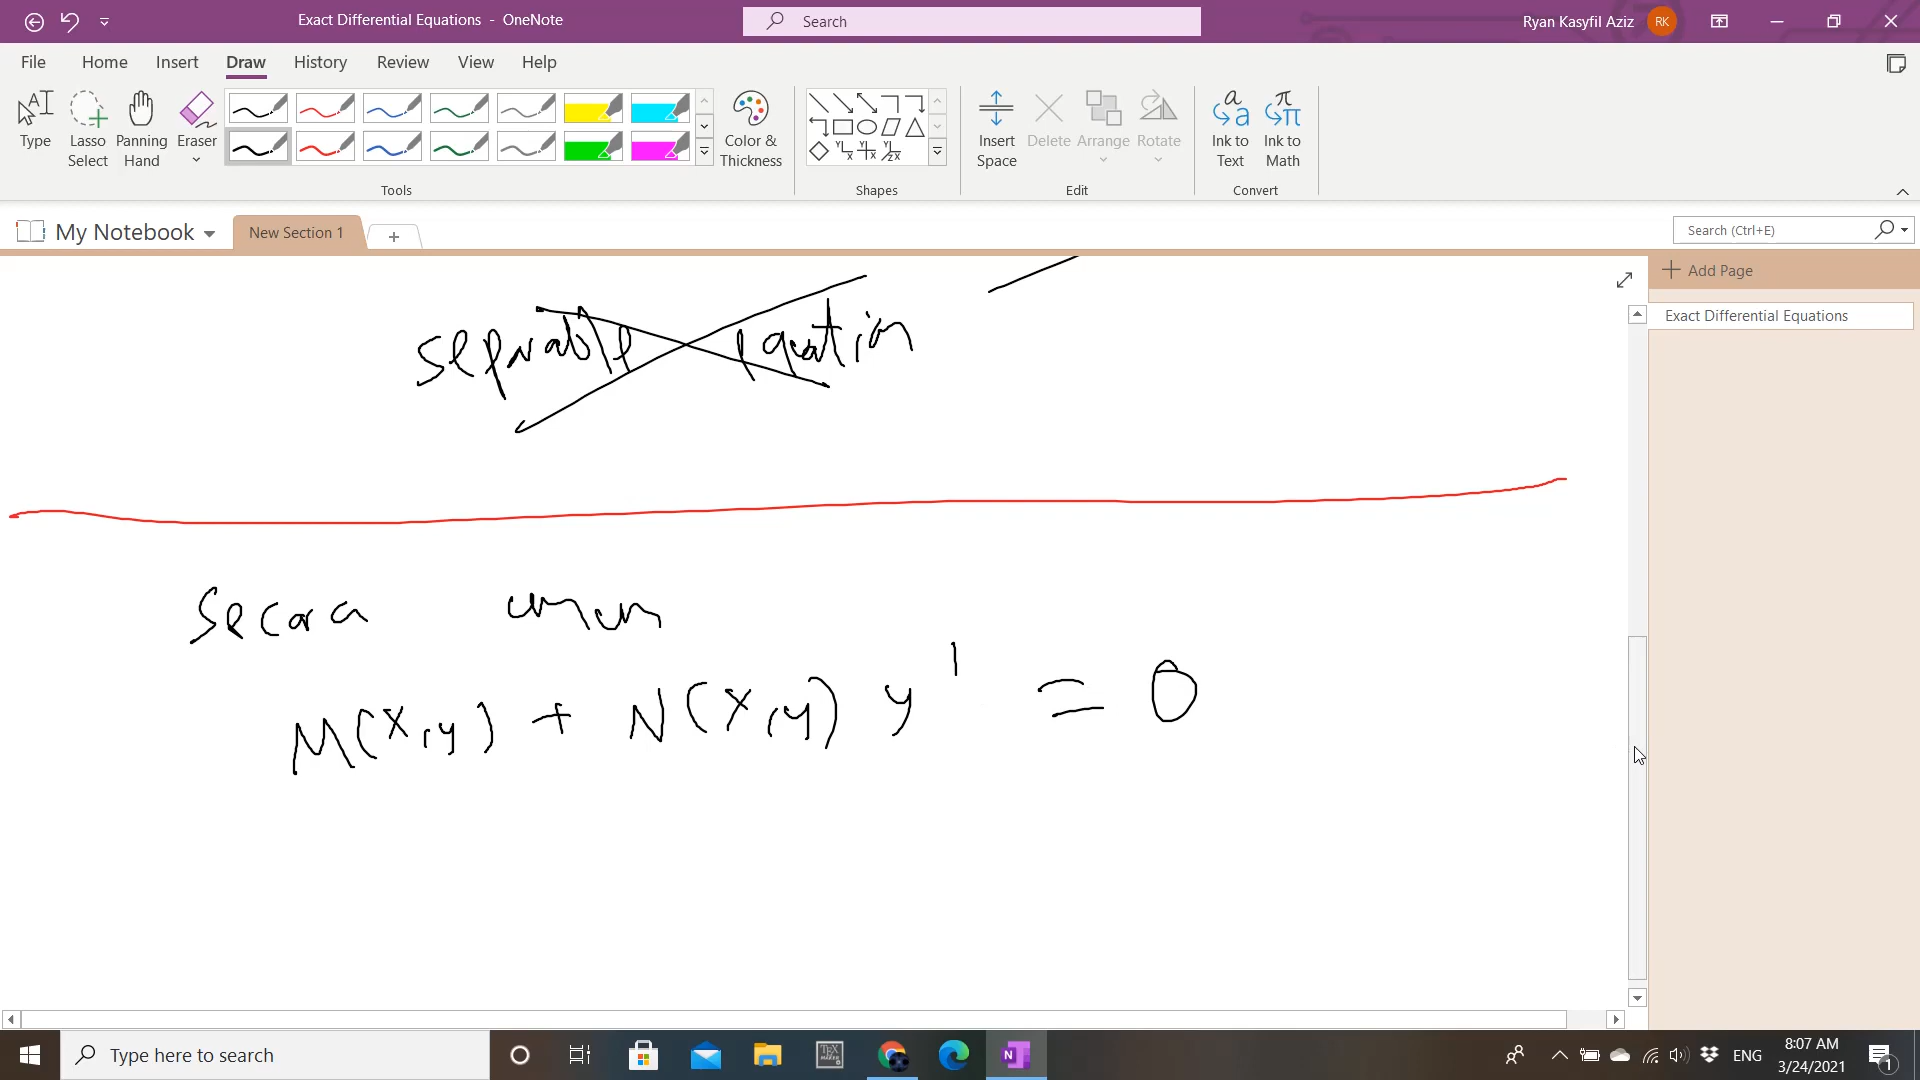 Exact Differential Equations - OneNote
Search
Ryan Kasyfil Aziz
RK
File Home Insert Draw History Review View Help
Type
Lasso Select
Panning Hand
Eraser
Color & Thickness
Insert Space
Delete
Arrange
Rotate
Ink to Text
Ink to Math
Tools
Shapes
Edit
Convert
My Notebook
New Section 1
Search (Ctrl+E)
Add Page
Exact Differential Equations
separable equation
Secara umum
M(x,y) + N(x,y) y' = 0
Type here to search
ENG
8:07 AM
3/24/2021
1